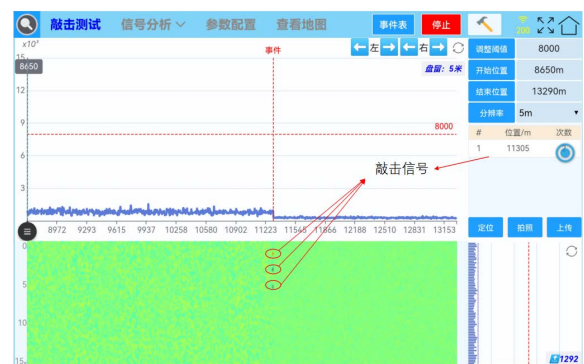 敲击测试 信号分析 参数配置 查看地图 事件表 停止 200
x10³ 事件 左 右 调整阈值 8000
15
8650 盘留：5米 开始位置 8650m
12 结束位置 13290m
9 分辨率 5m
8000 # 位置/m 次数
6 敲击信号 1 11305
3
8972 9293 9615 9937 10258 10580 10902 11223 11545 11866 12188 12510 12831 13153 定位 拍照 上传
0
5
10
15 1292